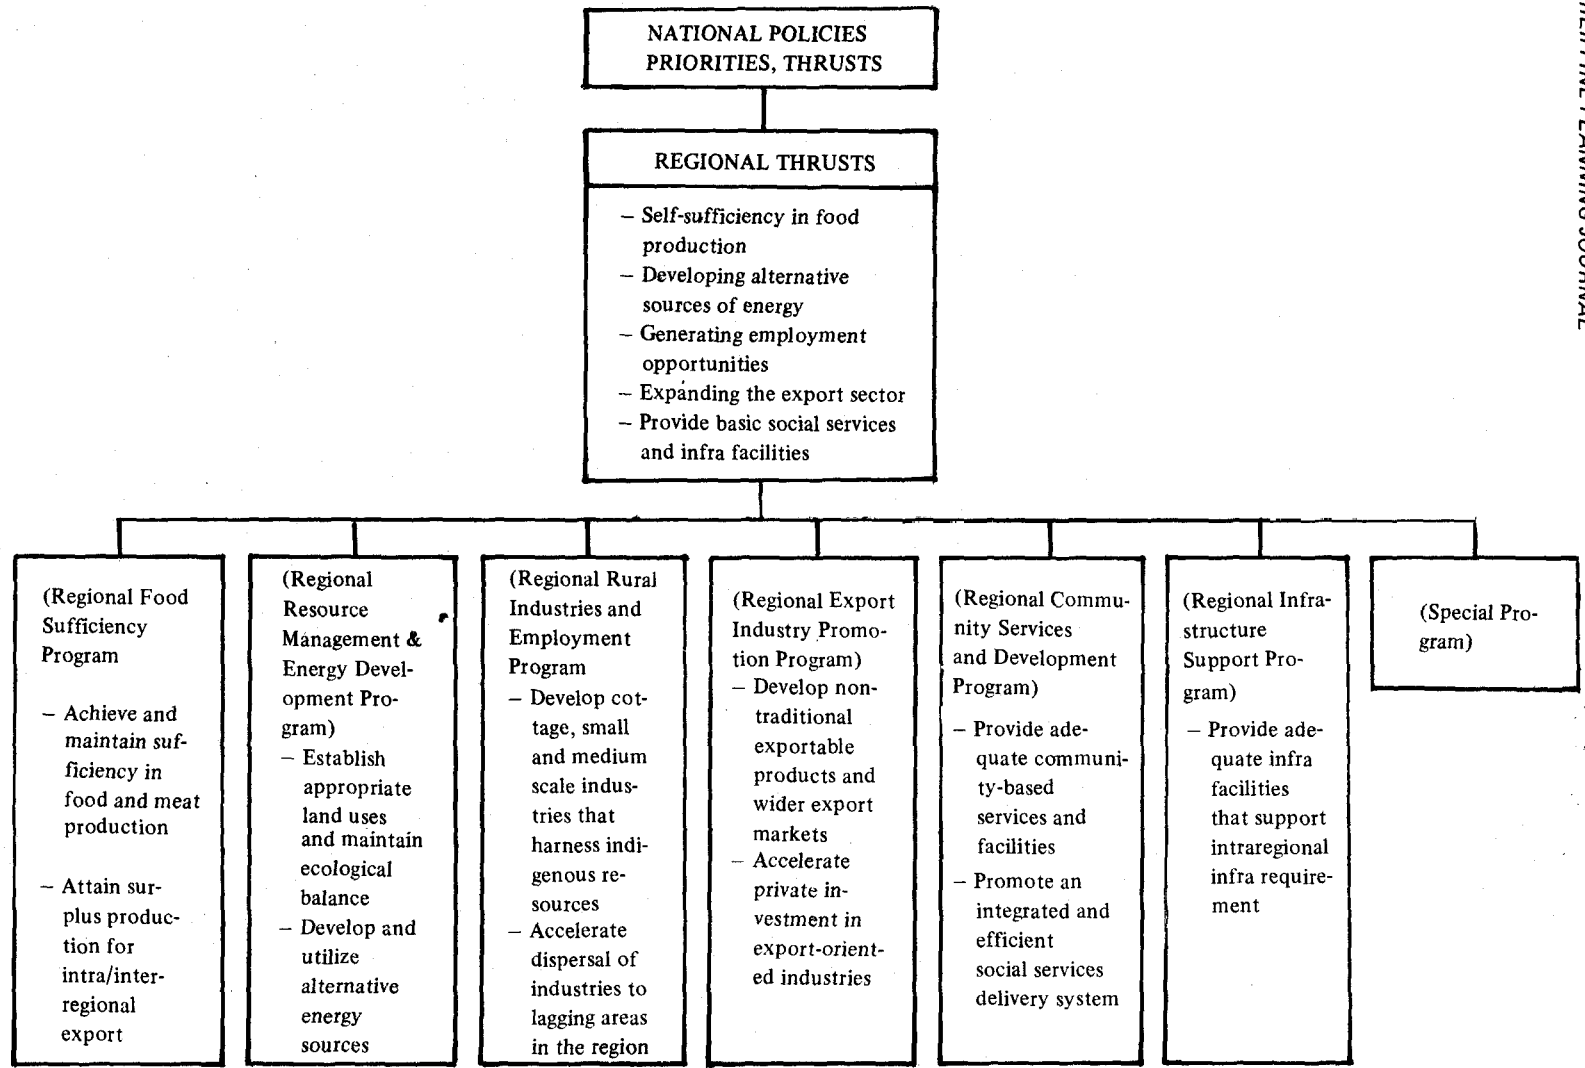 NATIONAL POLICIES
PRIORITIES, THRUSTS
REGIONAL THRUSTS
– Self-sufficiency in food
production
– Developing alternative
sources of energy
– Generating employment
opportunities
– Expanding the export sector
– Provide basic social services
and infra facilities
(Regional Food
Sufficiency
Program
– Achieve and
maintain suf-
ficiency in
food and meat
production
– Attain sur-
plus produc-
tion for
intra/inter-
regional
export
(Regional
Resource
Management &
Energy Devel-
opment Pro-
gram)
– Establish
appropriate
land uses
and maintain
ecological
balance
– Develop and
utilize
alternative
energy
sources
(Regional Rural
Industries and
Employment
Program
– Develop cot-
tage, small
and medium
scale indus-
tries that
harness indi-
genous re-
sources
– Accelerate
dispersal of
industries to
lagging areas
in the region
(Regional Export
Industry Promo-
tion Program)
– Develop non-
traditional
exportable
products and
wider export
markets
– Accelerate
private in-
vestment in
export-orient-
ed industries
(Regional Commu-
nity Services
and Development
Program)
– Provide ade-
quate communi-
ty-based
services and
facilities
– Promote an
integrated and
efficient
social services
delivery system
(Regional Infra-
structure
Support Pro-
gram)
– Provide ade-
quate infra
facilities
that support
intraregional
infra require-
ment
(Special Pro-
gram)
PLANNING JOURNAL